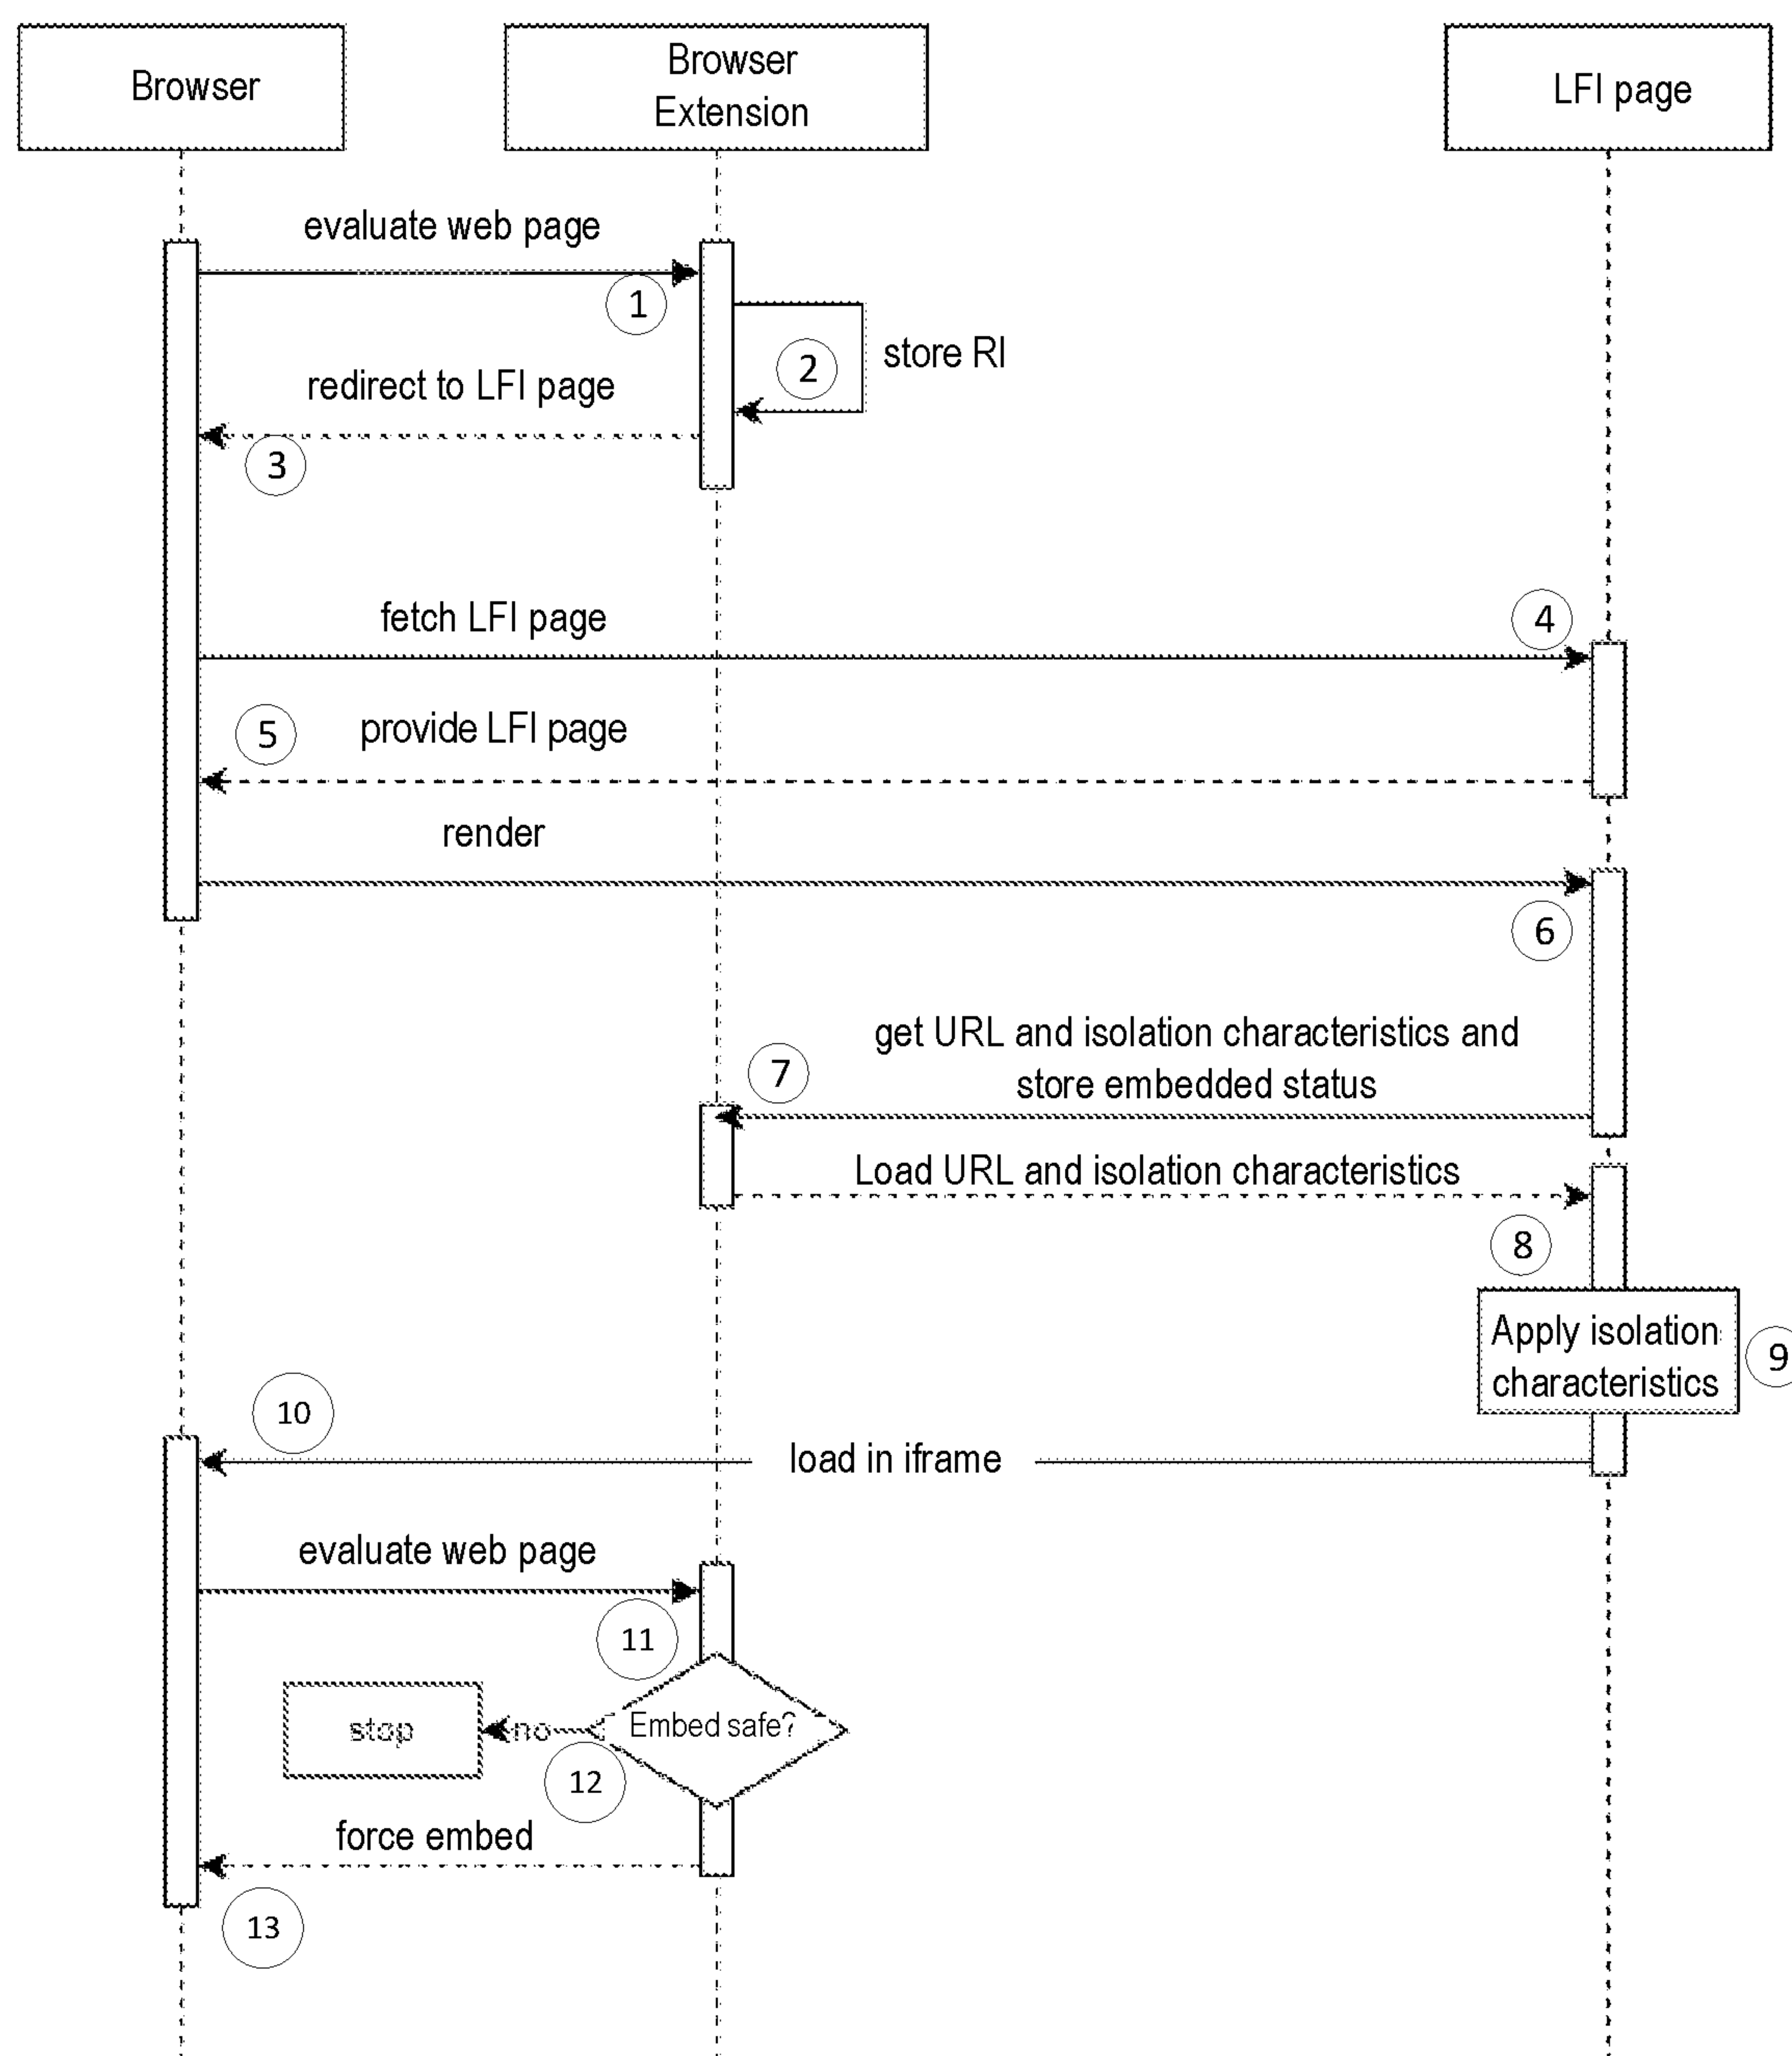 Browser
Browser
Extension
LFI page
evaluate web page
1
2
store RI
redirect to LFI page
3
fetch LFI page
4
5
provide LFI page
render
6
get URL and isolation characteristics and
store embedded status
7
Load URL and isolation characteristics
8
Apply isolation
characteristics
9
10
load in iframe
evaluate web page
11
stop
no
Embed safe?
12
force embed
13